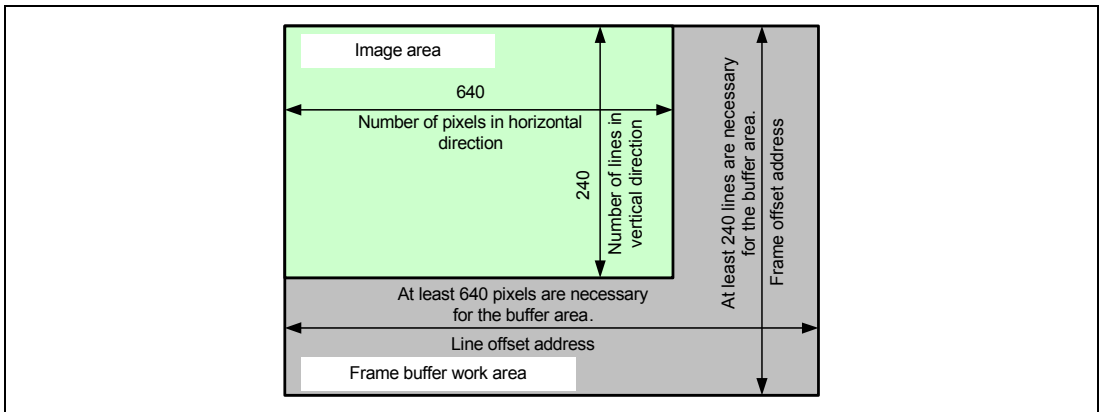 Image area
640
Number of pixels in horizontal
direction
240
Number of lines in
vertical direction
At least 240 lines are necessary
for the buffer area.
Frame offset address
At least 640 pixels are necessary
for the buffer area.
Line offset address
Frame buffer work area